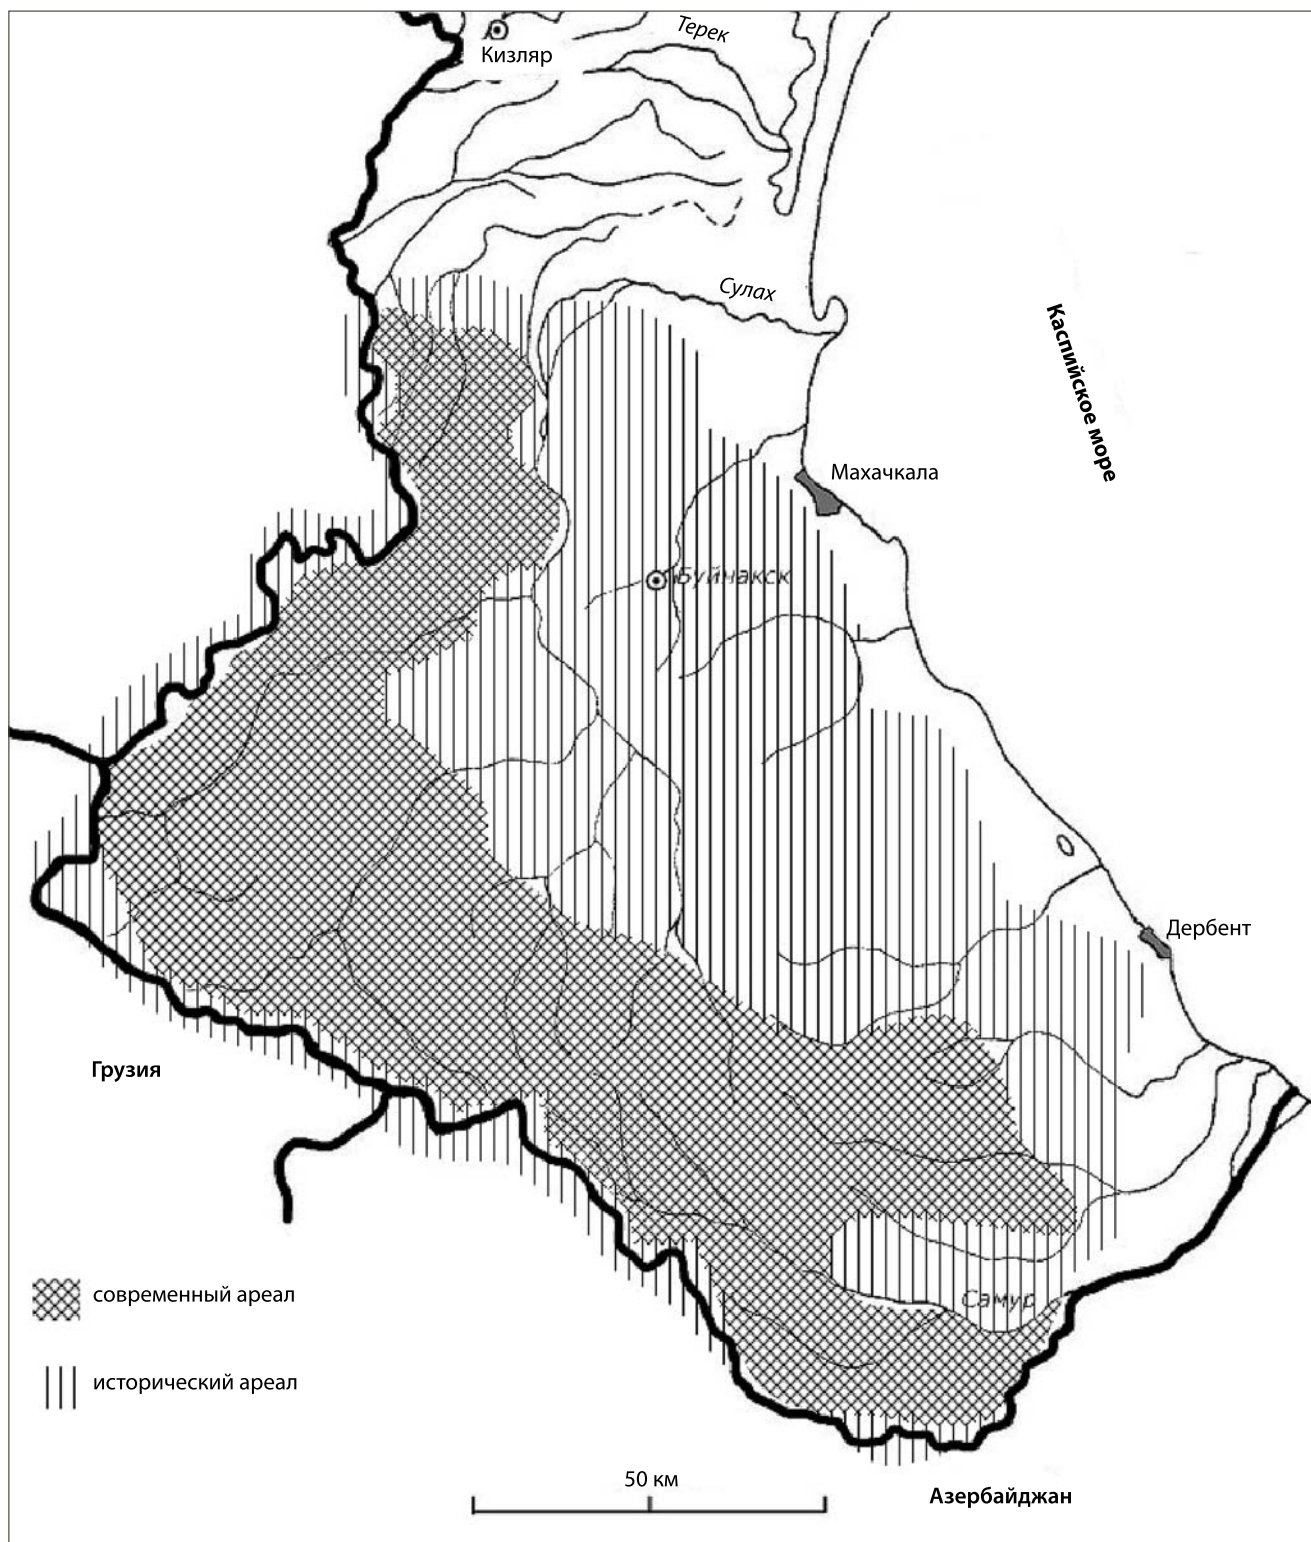 Терек
Кизляр
Сулах
Каспийское море
Махачкала
Буйнакск
Дербент
Грузия
современный ареал
Самур
исторический ареал
50 км
Азербайджан